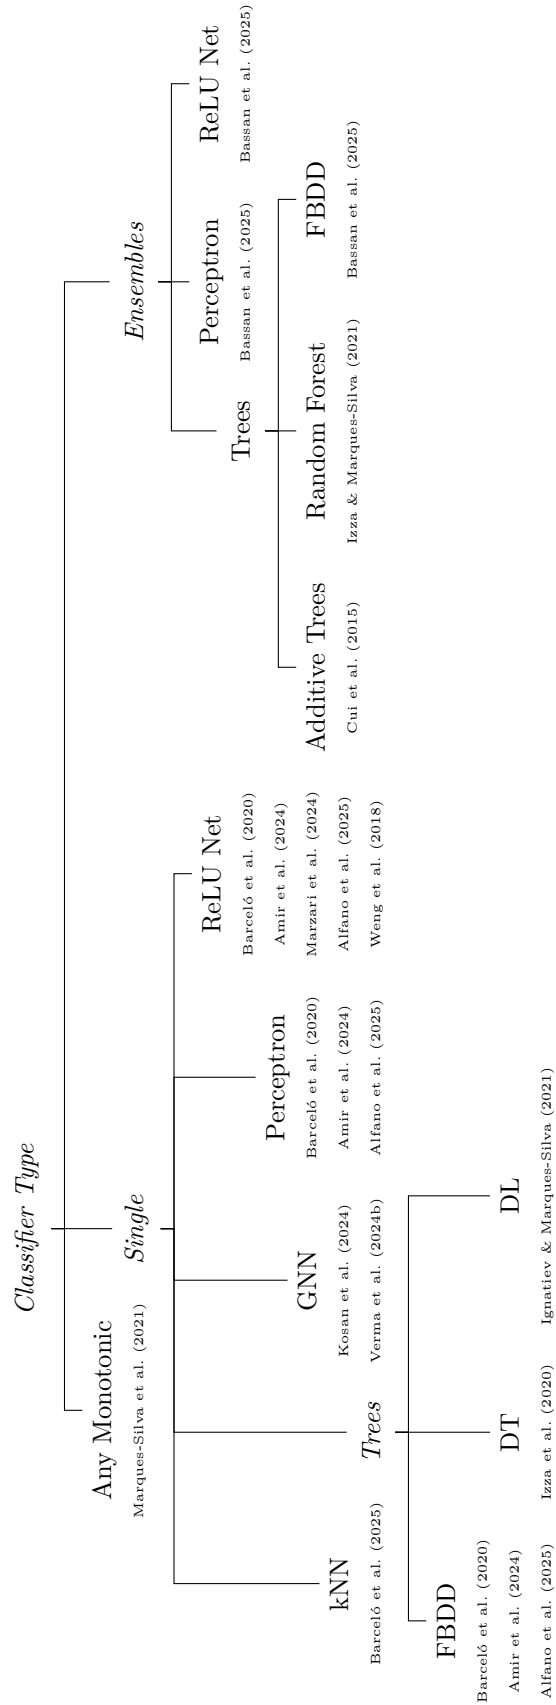 Classifier Type
Any Monotonic
Marques-Silva et al. (2021)
Single
kNN
Barceló et al. (2025)
Trees
FBDD
Barceló et al. (2020)
Amir et al. (2024)
Alfano et al. (2025)
DT
Izza et al. (2020)
DL
Ignatiev & Marques-Silva (2021)
GNN
Kosan et al. (2024)
Verma et al. (2024b)
Perceptron
Barceló et al. (2020)
Amir et al. (2024)
Alfano et al. (2025)
ReLU Net
Barceló et al. (2020)
Amir et al. (2024)
Marzari et al. (2024)
Alfano et al. (2025)
Weng et al. (2018)
Ensembles
Trees
Additive Trees
Cui et al. (2015)
Random Forest
Izza & Marques-Silva (2021)
FBDD
Bassan et al. (2025)
Perceptron
Bassan et al. (2025)
ReLU Net
Bassan et al. (2025)